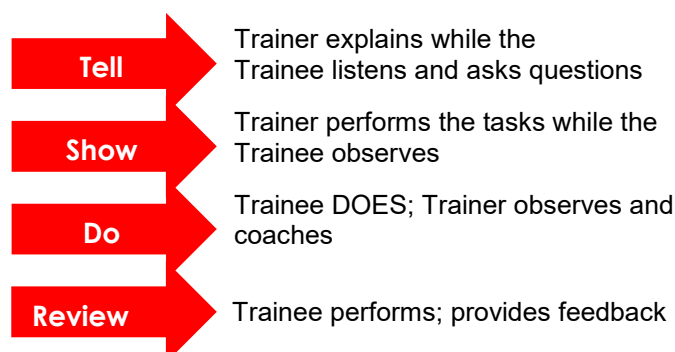 Tell
Trainer explains while the
Trainee listens and asks questions
Show
Trainer performs the tasks while the
Trainee observes
Do
Trainee DOES; Trainer observes and
coaches
Review
Trainee performs; provides feedback